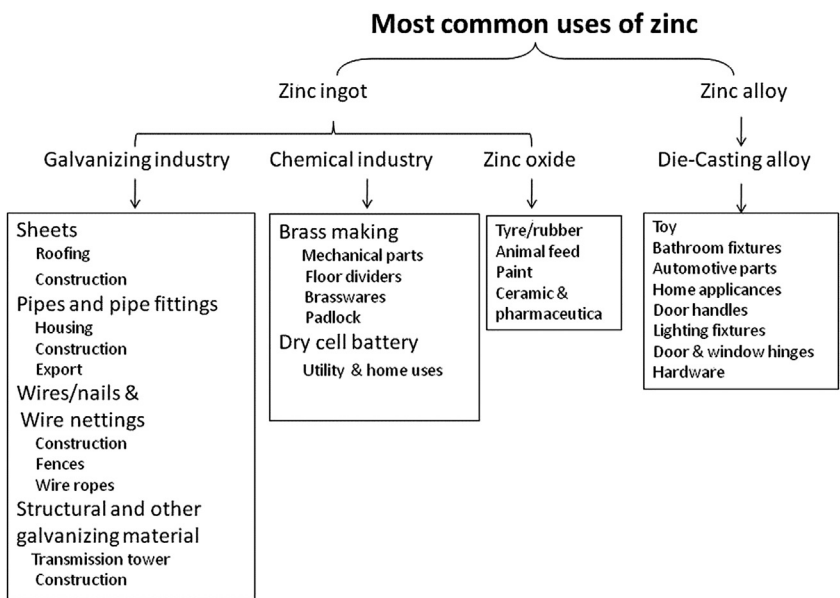 Most common uses of zinc
Zinc ingot
Zinc alloy
Galvanizing industry
Chemical industry
Zinc oxide
Die-Casting alloy
Sheets
Roofing
Construction
Pipes and pipe fittings
Housing
Construction
Export
Wires/nails &
Wire nettings
Construction
Fences
Wire ropes
Structural and other
galvanizing material
Transmission tower
Construction
Brass making
Mechanical parts
Floor dividers
Brasswares
Padlock
Dry cell battery
Utility & home uses
Tyre/rubber
Animal feed
Paint
Ceramic &
pharmaceutica
Toy
Bathroom fixtures
Automotive parts
Home applicances
Door handles
Lighting fixtures
Door & window hinges
Hardware